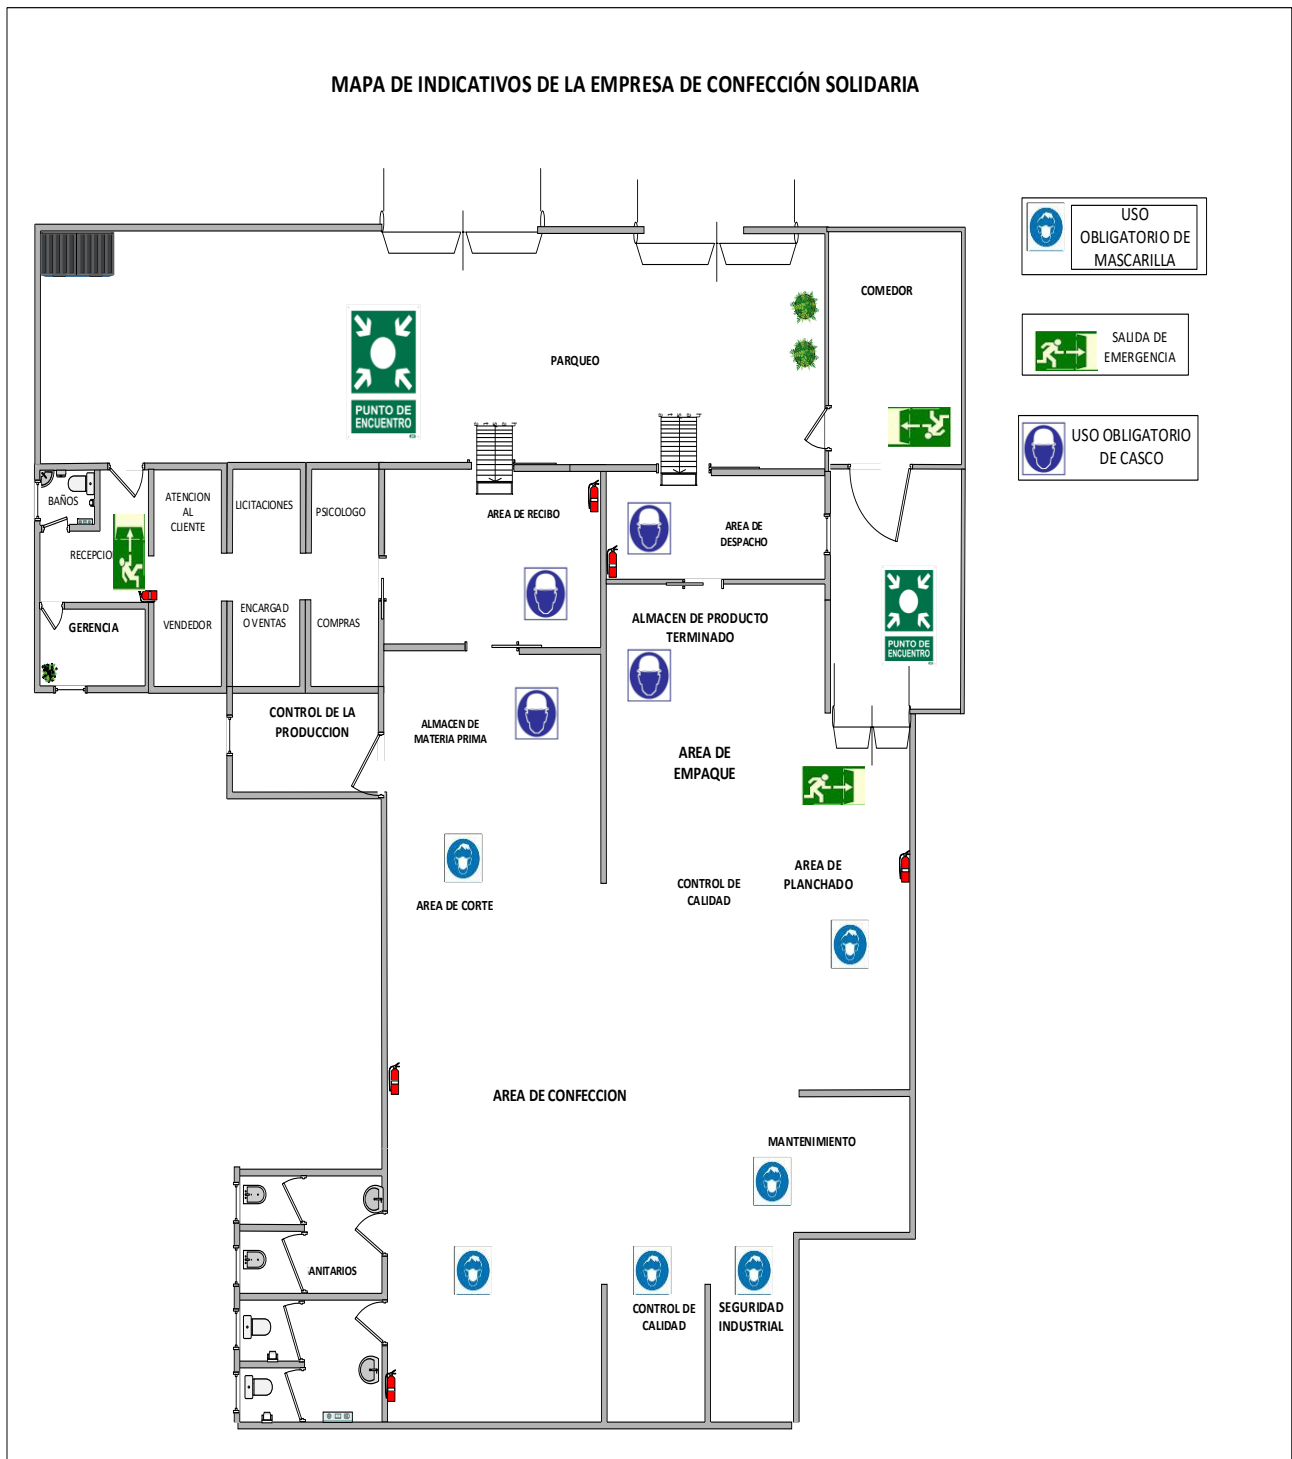 MAPA DE INDICATIVOS DE LA EMPRESA DE CONFECCIÓN SOLIDARIA
USO
OBLIGATORIO DE
MASCARILLA
COMEDOR
SALIDA DE
EMERGENCIA
PARQUEO
PUNTO DE
ENCUENTRO
USO OBLIGATORIO
DE CASCO
BAÑOS
ATENCION
AL
CLIENTE
LICITACIONES
PSICOLOGO
AREA DE RECIBO
AREA DE
DESPACHO
RECEPCIO
GERENCIA
VENDEDOR
ENCARGAD
O VENTAS
COMPRAS
ALMACEN DE PRODUCTO
TERMINADO
PUNTO DE
ENCUENTRO
CONTROL DE LA
PRODUCCION
ALMACEN DE
MATERIA PRIMA
AREA DE
EMPAQUE
AREA DE
PLANCHADO
CONTROL DE
CALIDAD
AREA DE CORTE
AREA DE CONFECCION
MANTENIMIENTO
ANITARIOS
CONTROL DE
CALIDAD
SEGURIDAD
INDUSTRIAL